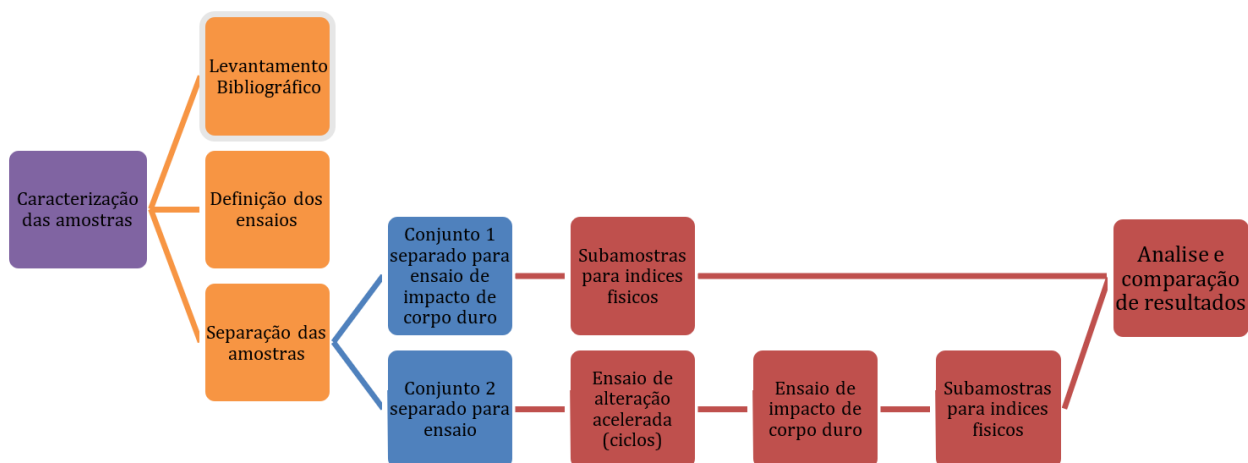 Levantamento
Bibliográfico
Caracterização
das amostras
Definição dos
ensaios
Separação das
amostras
Conjunto 1
separado para
ensaio de
impacto de
corpo duro
Subamostras
para indices
fisicos
Analise e
comparação
de resultados
Conjunto 2
separado para
ensaio
Ensaio de
alteração
acelerada
(ciclos)
Ensaio de
impacto de
corpo duro
Subamostras
para indices
fisicos